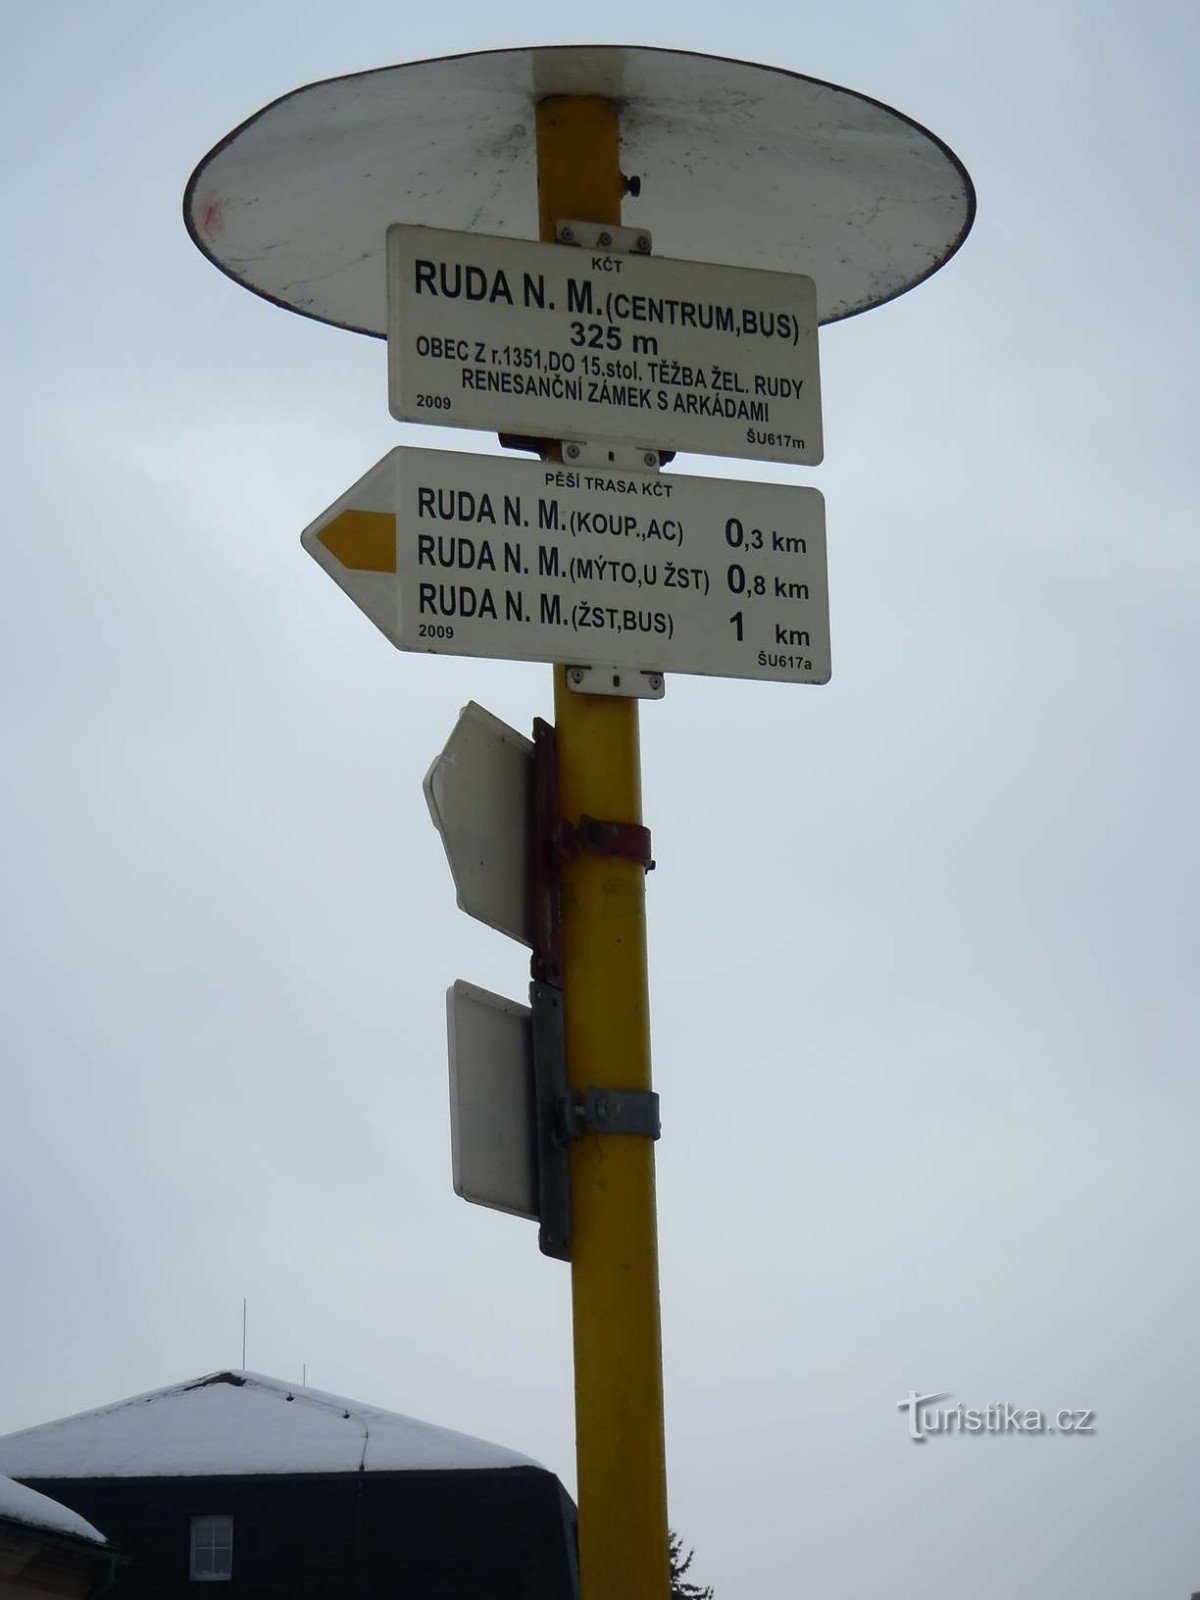 KČT
RUDA N. M.(CENTRUM,BUS)
325 m
OBEC Z r.1351,DO 15.stol. TĚŽBA ŽEL. RUDY
RENESANČNÍ ZÁMEK S ARKÁDAMI
2009 ŠU617m
PĚŠÍ TRASA KČT
RUDA N. M.(KOUP.,AC) 0,3 km
RUDA N. M.(MÝTO,U ŽST) 0,8 km
RUDA N. M.(ŽST,BUS) 1 km
2009 ŠU617a
Turistika.cz